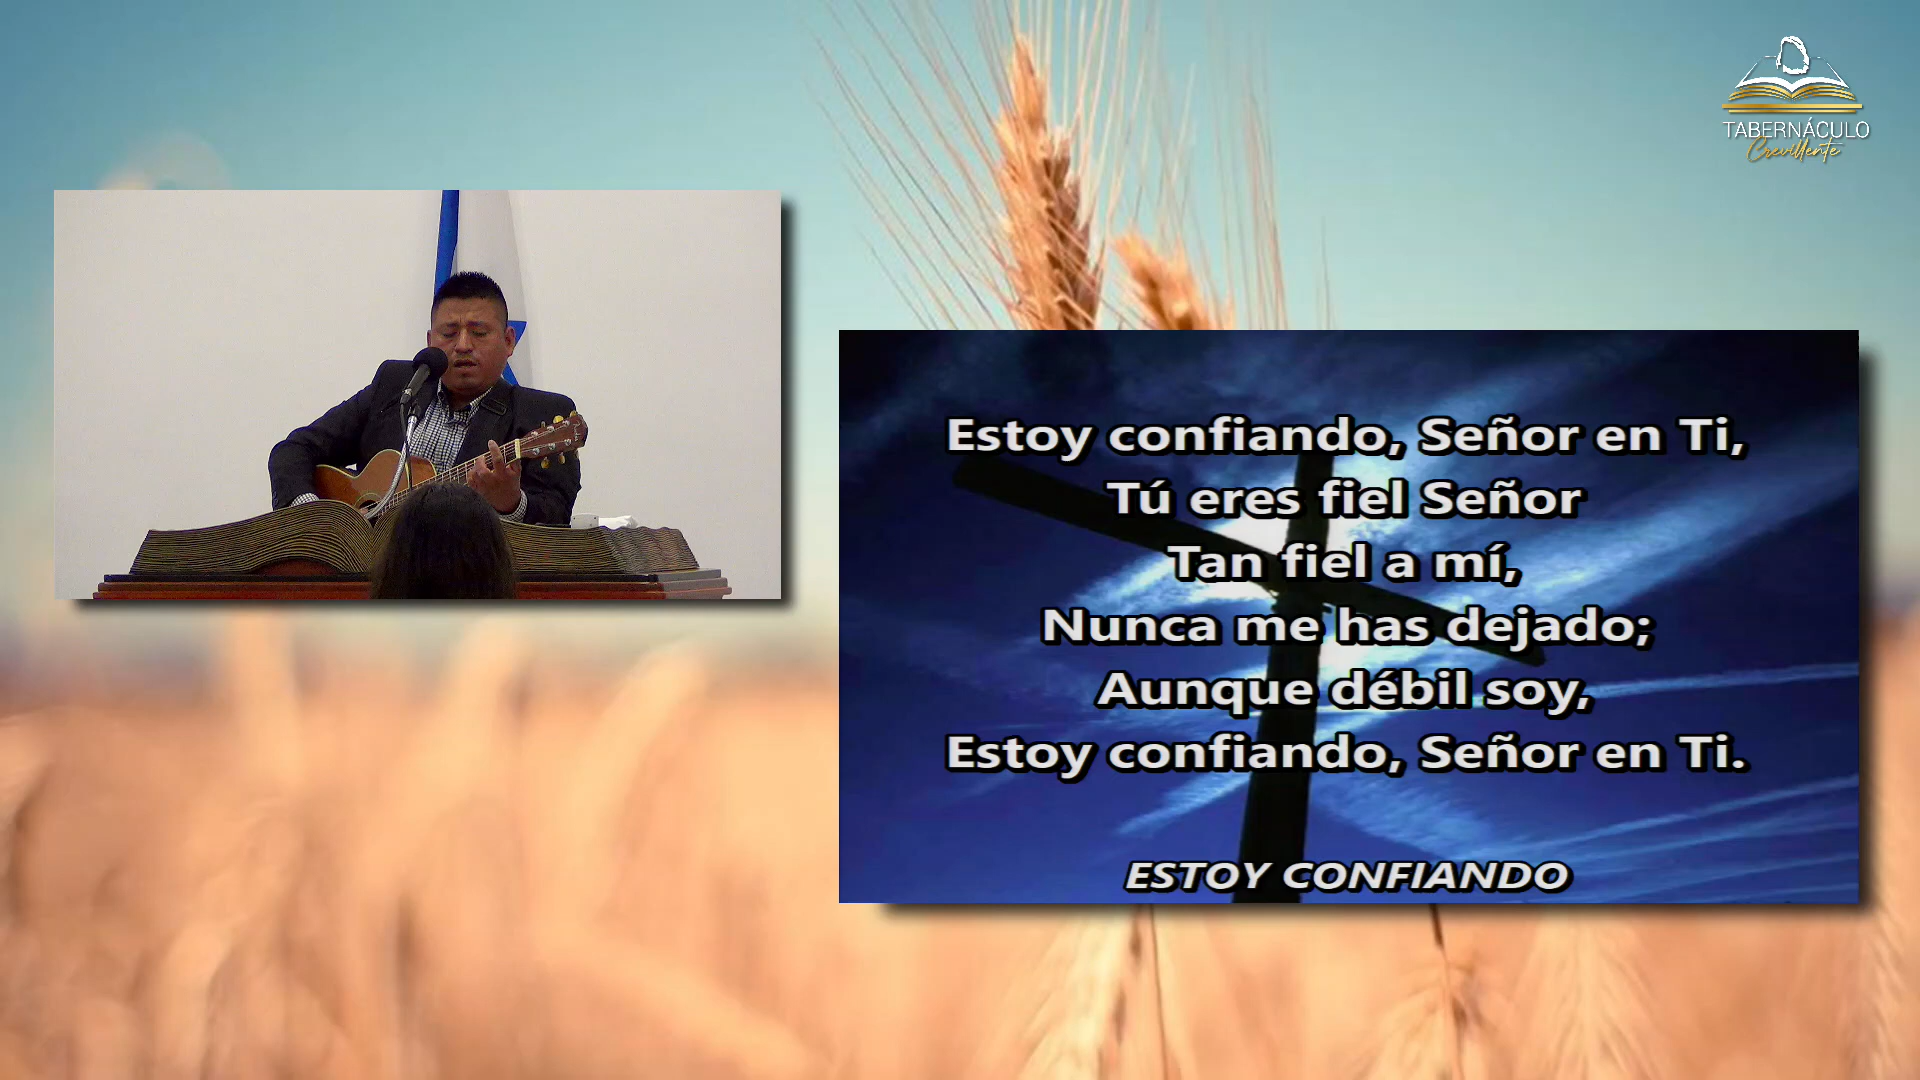 TABERNÁCULO
Crevillente
Estoy confiando, Señor en Ti,
Tú eres fiel Señor
Tan fiel a mí,
Nunca me has dejado;
Aunque débil soy,
Estoy confiando, Señor en Ti.
ESTOY CONFIANDO